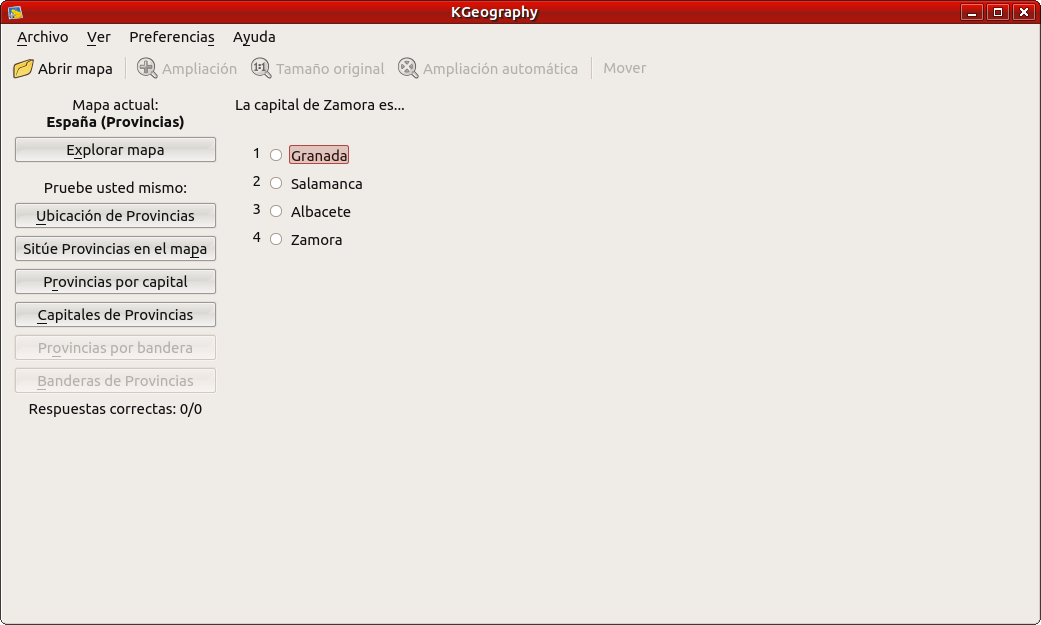 KGeography
Archivo Ver Preferencias Ayuda
Abrir mapa Ampliación 1:1 Tamaño original Ampliación automática Mover
Mapa actual:
España (Provincias)
Explorar mapa
Pruebe usted mismo:
Ubicación de Provincias
Sitúe Provincias en el mapa
Provincias por capital
Capitales de Provincias
Provincias por bandera
Banderas de Provincias
Respuestas correctas: 0/0
La capital de Zamora es...
1 Granada
2 Salamanca
3 Albacete
4 Zamora